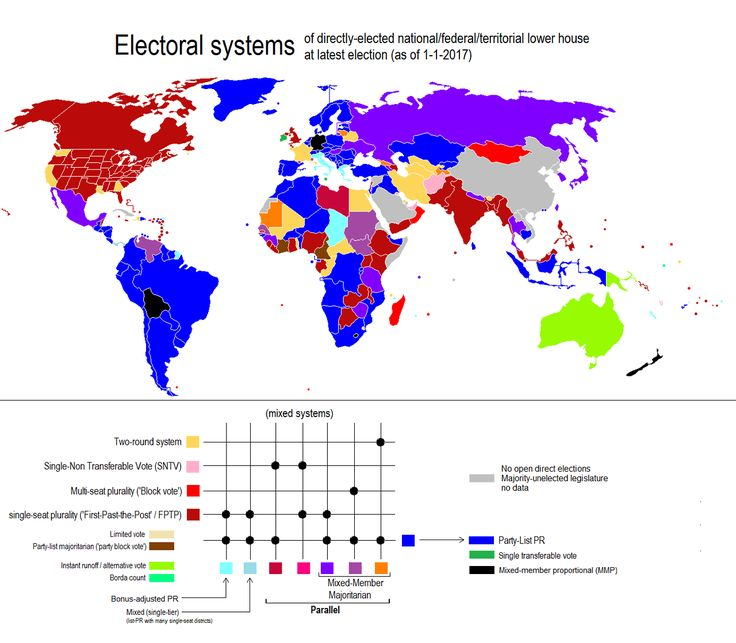 Electoral systems
of directly-elected national/federal/territorial lower house
at latest election (as of 1-1-2017)
(mixed systems)
Two-round system
Single-Non Transferable Vote (SNTV)
Multi-seat plurality ('Block vote')
single-seat plurality ('First-Past-the-Post' / FPTP)
Limited vote
Party-list majoritarian ('party block vote')
Instant runoff / alternative vote
Borda count
Bonus-adjusted PR
Mixed (single-tier)
(list-PR with many single-seat districts)
Mixed-Member
Majoritarian
Parallel
No open direct elections
Majority-unelected legislature
no data
Party-List PR
Single transferable vote
Mixed-member proportional (MMP)